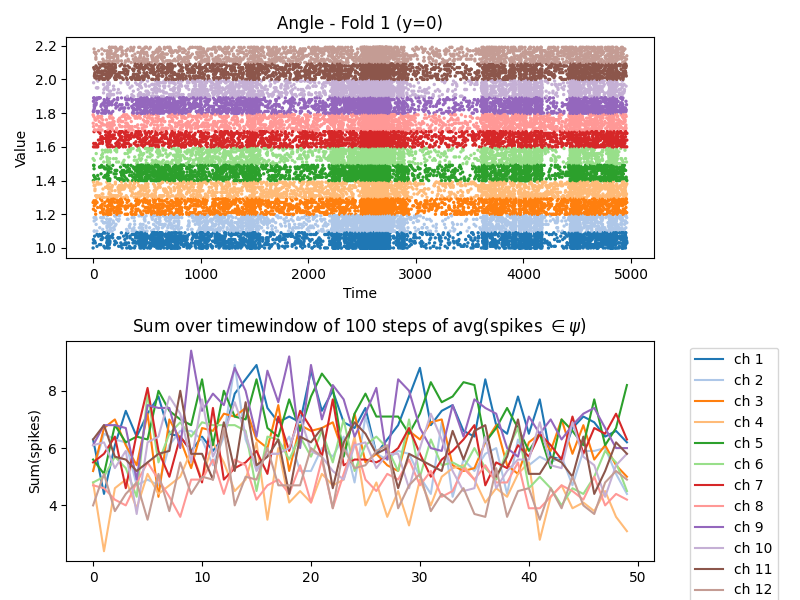 Angle - Fold 1 (y=0)
2.2
2.0
1.8
1.6
1.4
1.2
1.0
Value
0 1000 2000 3000 4000 5000
Time
Sum over timewindow of 100 steps of avg(spikes ∈ ψ)
8
6
4
Sum(spikes)
0 10 20 30 40 50
ch 1
ch 2
ch 3
ch 4
ch 5
ch 6
ch 7
ch 8
ch 9
ch 10
ch 11
ch 12